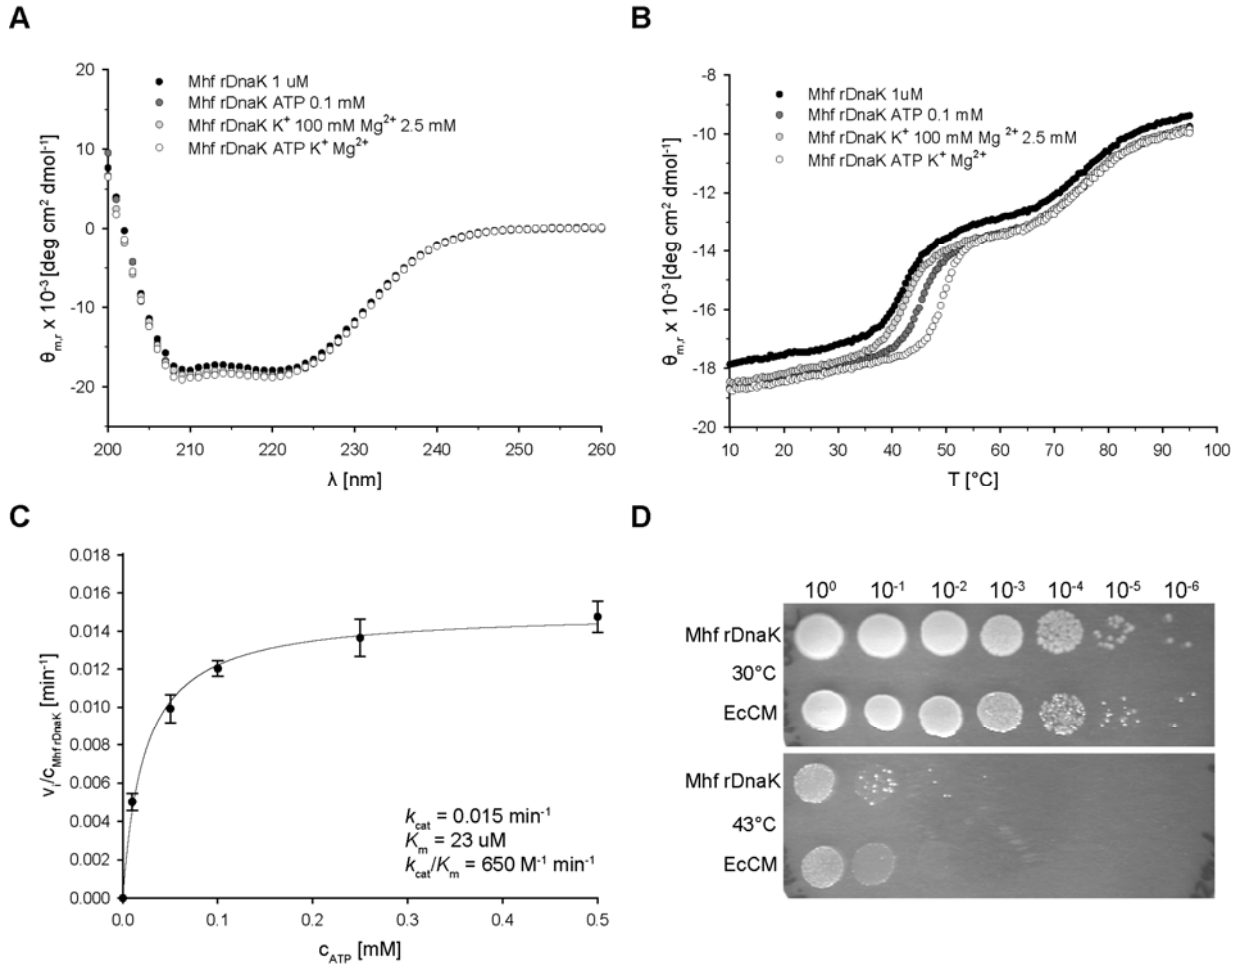 A
20
10
0
-10
-20
θm,r x 10⁻³ [deg cm² dmol⁻¹]
Mhf rDnaK 1 uM
Mhf rDnaK ATP 0.1 mM
Mhf rDnaK K⁺ 100 mM Mg²⁺ 2.5 mM
Mhf rDnaK ATP K⁺ Mg²⁺
200 210 220 230 240 250 260
λ [nm]
B
-8
-10
-12
-14
-16
-18
-20
θm,r x 10⁻³ [deg cm² dmol⁻¹]
Mhf rDnaK 1uM
Mhf rDnaK ATP 0.1 mM
Mhf rDnaK K⁺ 100 mM Mg ²⁺ 2.5 mM
Mhf rDnaK ATP K⁺ Mg²⁺
10 20 30 40 50 60 70 80 90 100
T [°C]
C
0.018
0.016
0.014
0.012
0.010
0.008
0.006
0.004
0.002
0.000
vi/cMhf rDnaK [min⁻¹]
kcat = 0.015 min⁻¹
Km = 23 uM
kcat/Km = 650 M⁻¹ min⁻¹
0.0 0.1 0.2 0.3 0.4 0.5
cATP [mM]
D
10⁰ 10⁻¹ 10⁻² 10⁻³ 10⁻⁴ 10⁻⁵ 10⁻⁶
Mhf rDnaK
30°C
EcCM
Mhf rDnaK
43°C
EcCM